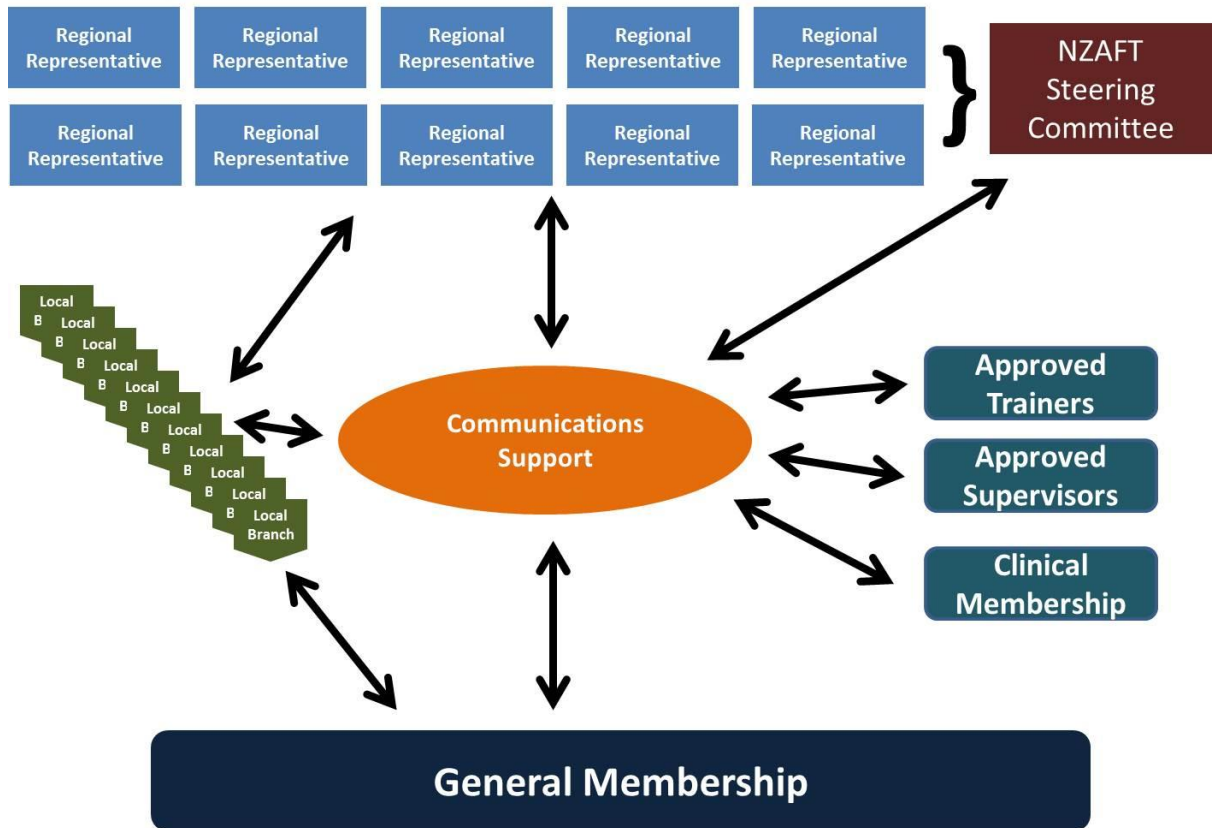 Regional
Representative
Regional
Representative
Regional
Representative
Regional
Representative
Regional
Representative
NZAFT
Steering
Committee
Regional
Representative
Regional
Representative
Regional
Representative
Regional
Representative
Regional
Representative
Local
B
Local
B
Local
B
Local
B
Local
B
Local
B
Local
B
Local
B
Local
B
Local
B
Local
Branch
Communications
Support
Approved
Trainers
Approved
Supervisors
Clinical
Membership
General Membership